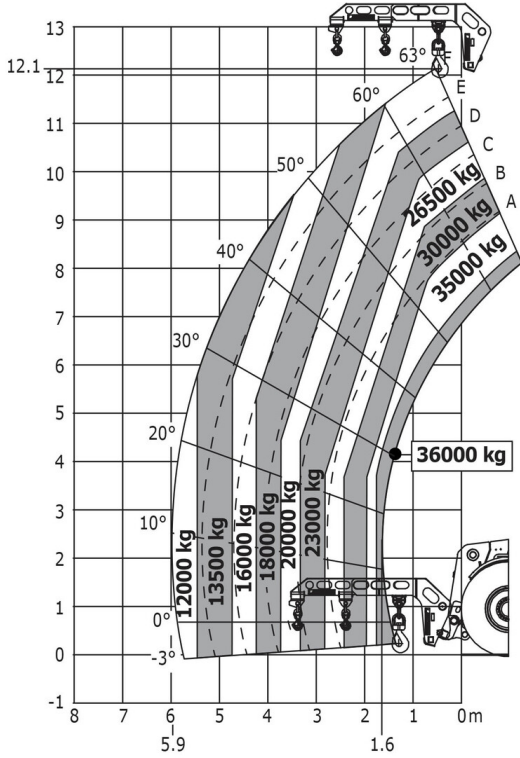 13
12.1
12
11
10
9
8
7
6
5
4
3
2
1
0
-1
63°
F
60°
E
D
50°
C
B
A
40°
30°
20°
10°
0°
-3°
26500 kg
30000 kg
35000 kg
36000 kg
12000 kg
13500 kg
16000 kg
18000 kg
20000 kg
23000 kg
8 7 6 5 4 3 2 1 0m
5.9 1.6